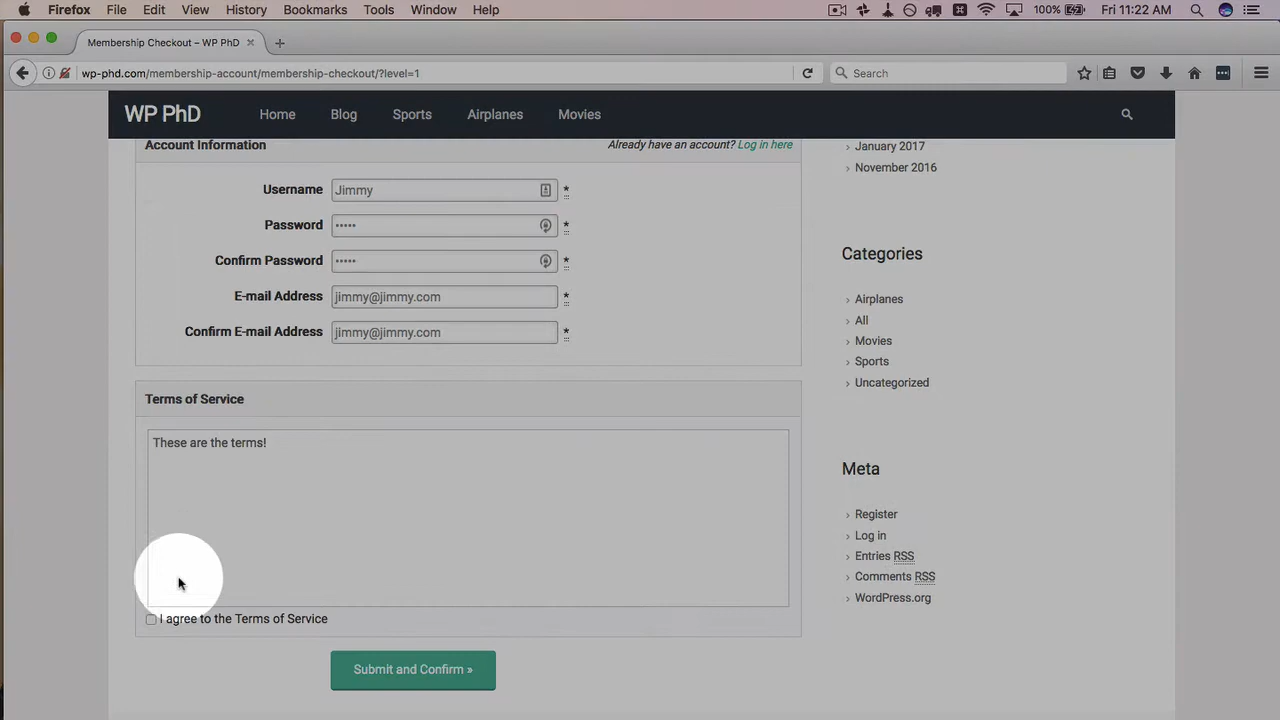 Firefox File Edit View History Bookmarks Tools Window Help 100% Fri 11:22 AM
Membership Checkout – WP PhD
wp-phd.com/membership-account/membership-checkout/?level=1 Search
WP PhD Home Blog Sports Airplanes Movies
Account Information Already have an account? Log in here
Username Jimmy *
Password ••••• *
Confirm Password ••••• *
E-mail Address jimmy@jimmy.com *
Confirm E-mail Address jimmy@jimmy.com *
Terms of Service
These are the terms!
I agree to the Terms of Service
Submit and Confirm »
January 2017
November 2016
Categories
Airplanes
All
Movies
Sports
Uncategorized
Meta
Register
Log in
Entries RSS
Comments RSS
WordPress.org